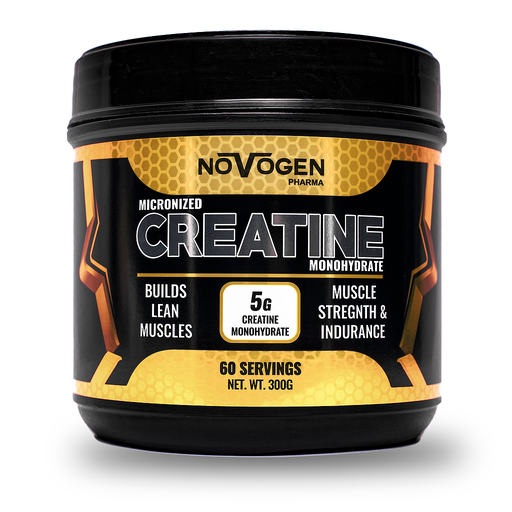 NOVOGEN
PHARMA
MICRONIZED
CREATINE
MONOHYDRATE
BUILDS
LEAN
MUSCLES
5G
CREATINE
MONOHYDRATE
MUSCLE
STREGNTH &
INDURANCE
60 SERVINGS
NET. WT. 300G